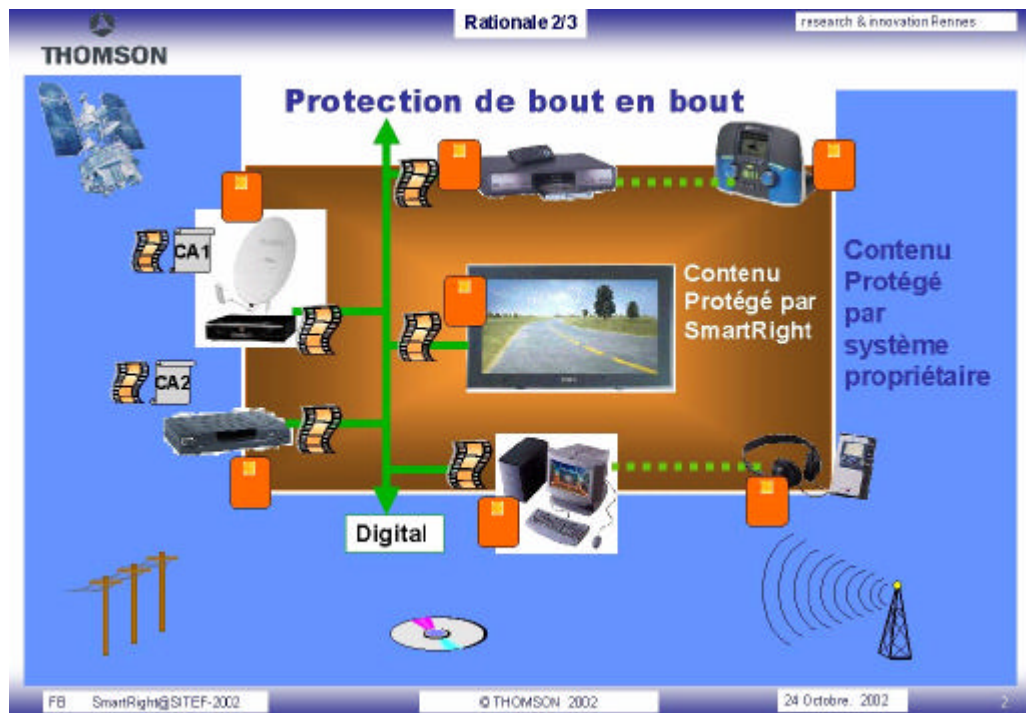 Rationale 2/3
research & innovation Rennes
THOMSON
Protection de bout en bout
CA1
Contenu
Protégé par
SmartRight
Contenu
Protégé
par
système
propriétaire
CA2
Digital
FB SmartRight@SITEF-2002
© THOMSON 2002
24 Octobre. 2002
2